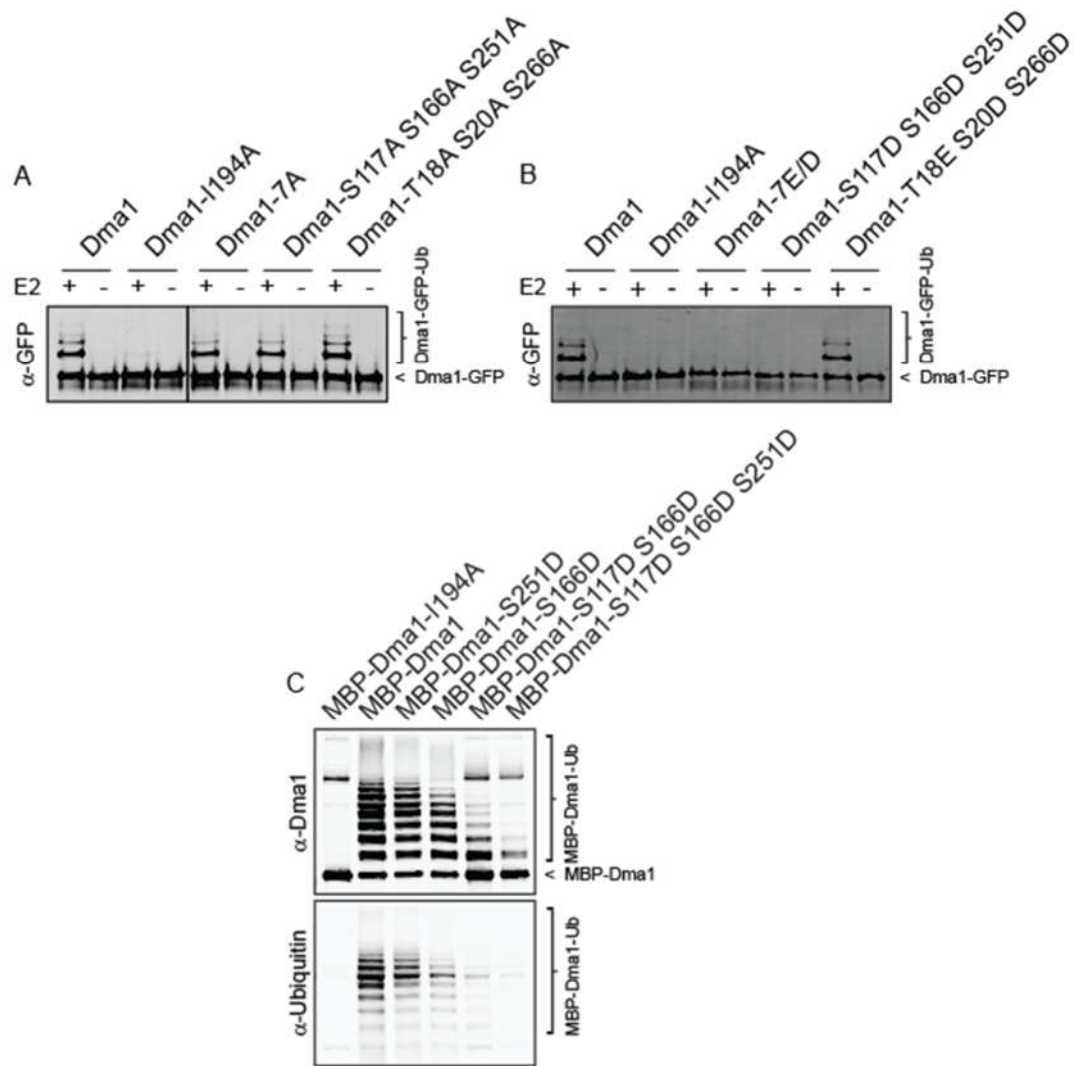 A
Dma1
Dma1-I194A
Dma1-7A
Dma1-S117A S166A S251A
Dma1-T18A S20A S266A
E2 + - + - + - + - + -
α-GFP
Dma1-GFP-Ub
< Dma1-GFP
B
Dma1
Dma1-I194A
Dma1-7E/D
Dma1-S117D S166D S251D
Dma1-T18E S20D S266D
E2 + - + - + - + - + -
α-GFP
Dma1-GFP-Ub
< Dma1-GFP
C
MBP-Dma1-I194A
MBP-Dma1
MBP-Dma1-S251D
MBP-Dma1-S166D
MBP-Dma1-S117D S166D
MBP-Dma1-S117D S166D S251D
α-Dma1
MBP-Dma1-Ub
< MBP-Dma1
α-Ubiquitin
MBP-Dma1-Ub